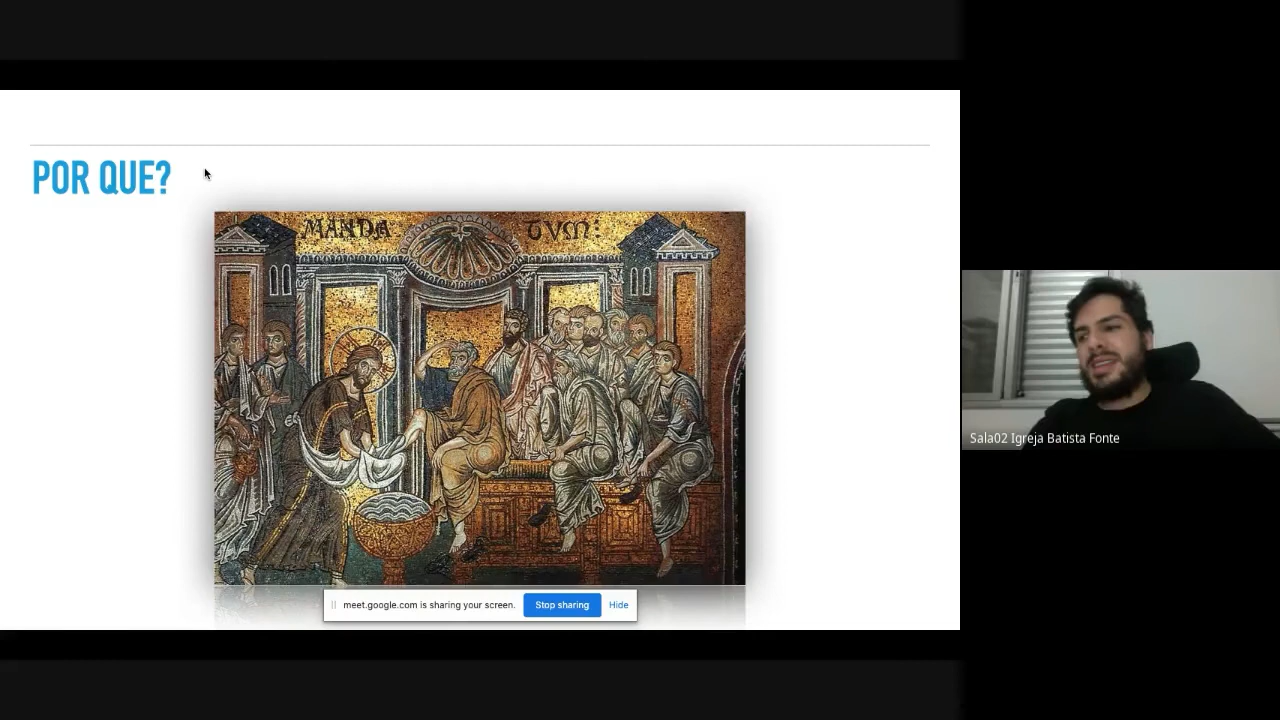 POR QUE?
MANDA TVM:
Sala02 Igreja Batista Fonte
meet.google.com is sharing your screen. Stop sharing Hide